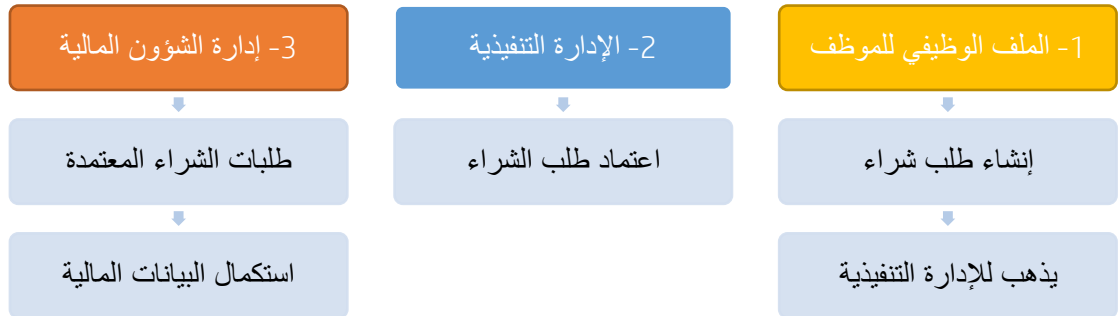 1- الملف الوظيفي للموظف
إنشاء طلب شراء
يذهب للإدارة التنفيذية
2- الإدارة التنفيذية
اعتماد طلب الشراء
3- إدارة الشؤون المالية
طلبات الشراء المعتمدة
استكمال البيانات المالية